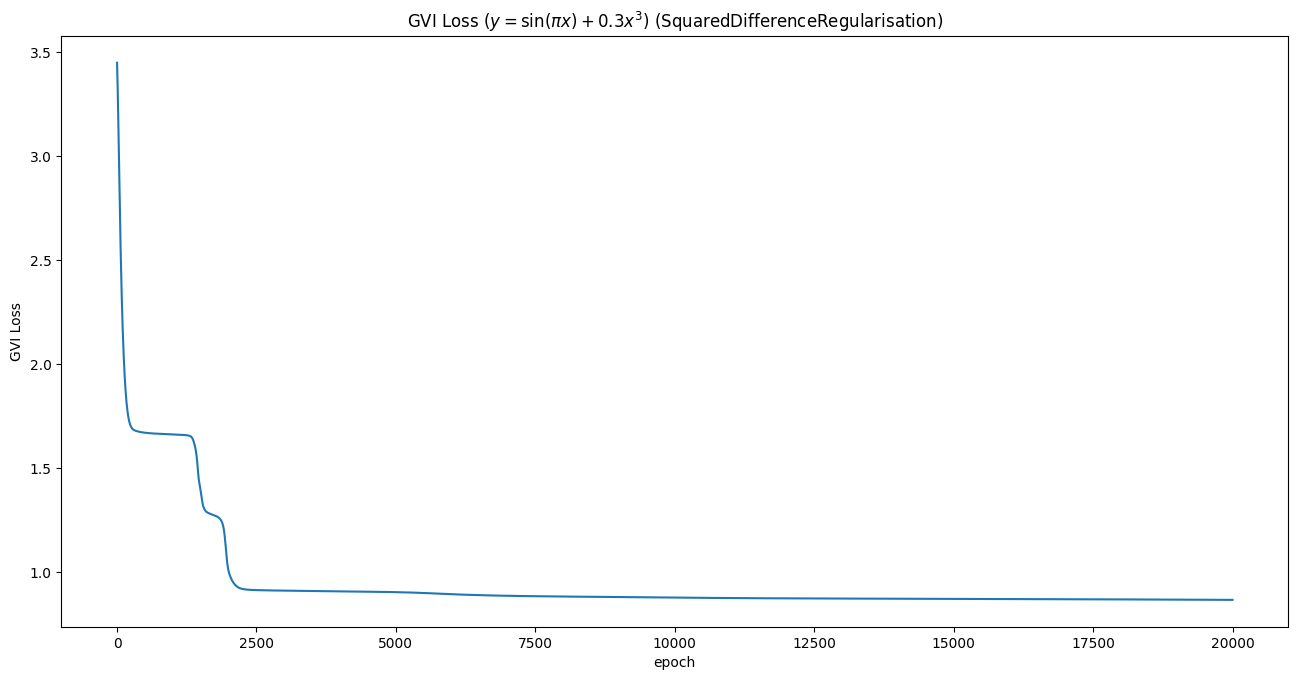 GVI Loss (y = sin(πx) + 0.3x³) (SquaredDifferenceRegularisation)
3.5
3.0
2.5
2.0
1.5
1.0
GVI Loss
0 2500 5000 7500 10000 12500 15000 17500 20000
epoch